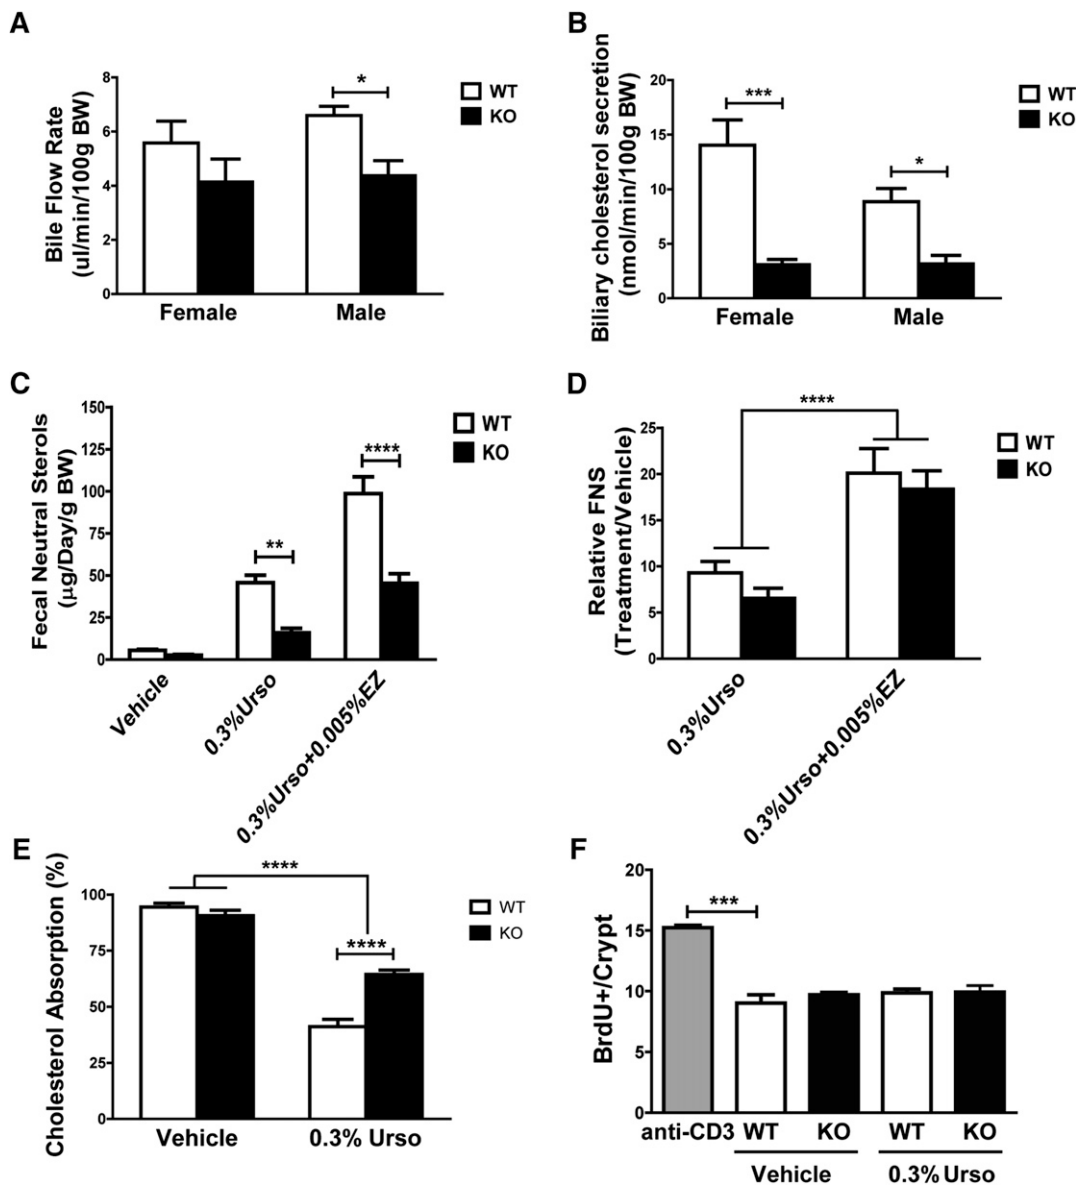 A
Bile Flow Rate
(ul/min/100g BW)
8
6
4
2
0
*
WT
KO
Female
Male
B
Biliary cholesterol secretion
(nmol/min/100g BW)
20
15
10
5
0
***
*
WT
KO
Female
Male
C
Fecal Neutral Sterols
(µg/Day/g BW)
150
125
100
75
50
25
0
**
****
WT
KO
Vehicle
0.3%Urso
0.3%Urso+0.005%EZ
D
Relative FNS
(Treatment/Vehicle)
25
20
15
10
5
0
****
WT
KO
0.3%Urso
0.3%Urso+0.005%EZ
E
Cholesterol Absorption (%)
100
75
50
25
0
****
****
WT
KO
Vehicle
0.3% Urso
F
BrdU+/Crypt
20
15
10
5
0
***
anti-CD3 WT KO WT KO
Vehicle 0.3% Urso